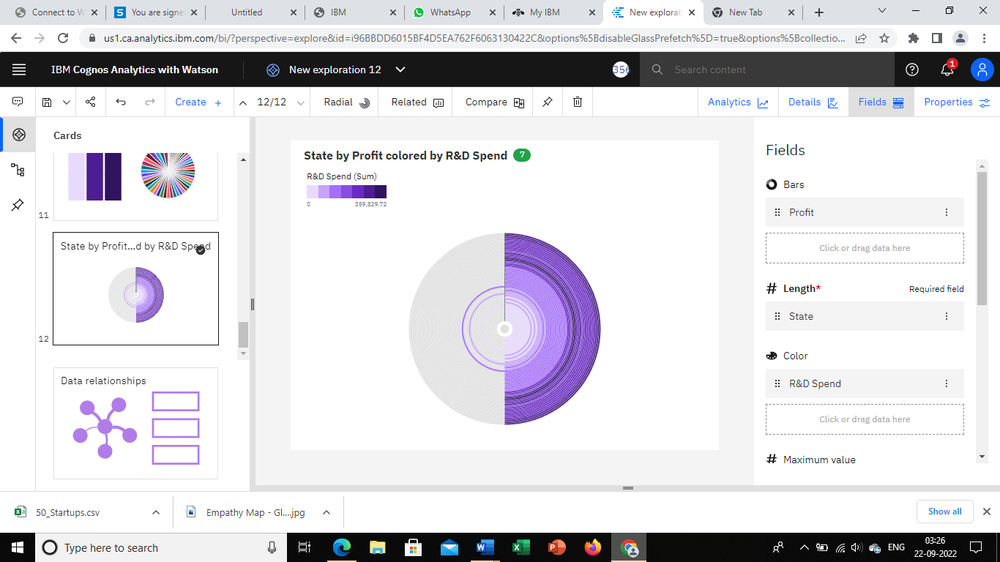 Connect to W
S You are signe
Untitled
IBM
WhatsApp
My IBM
New explorat
New Tab
us1.ca.analytics.ibm.com/bi/?perspective=explore&id=i96BBDD6015BF4D5EA762F6063130422C&options%5BdisableGlassPrefetch%5D=true&options%5Bcollectio...
IBM Cognos Analytics with Watson
New exploration 12
356
Search content
1
Create +
12/12
Radial
Related
Compare
Analytics
Details
Fields
Properties
Cards
11
State by Profit...d by R&D Spend
12
Data relationships
State by Profit colored by R&D Spend 7
R&D Spend (Sum)
0 359,829.72
Fields
Bars
Profit
Click or drag data here
# Length* Required field
State
Color
R&D Spend
Click or drag data here
# Maximum value
50_Startups.csv
Empathy Map - Gl....jpg
Show all
Type here to search
ENG
03:26
22-09-2022